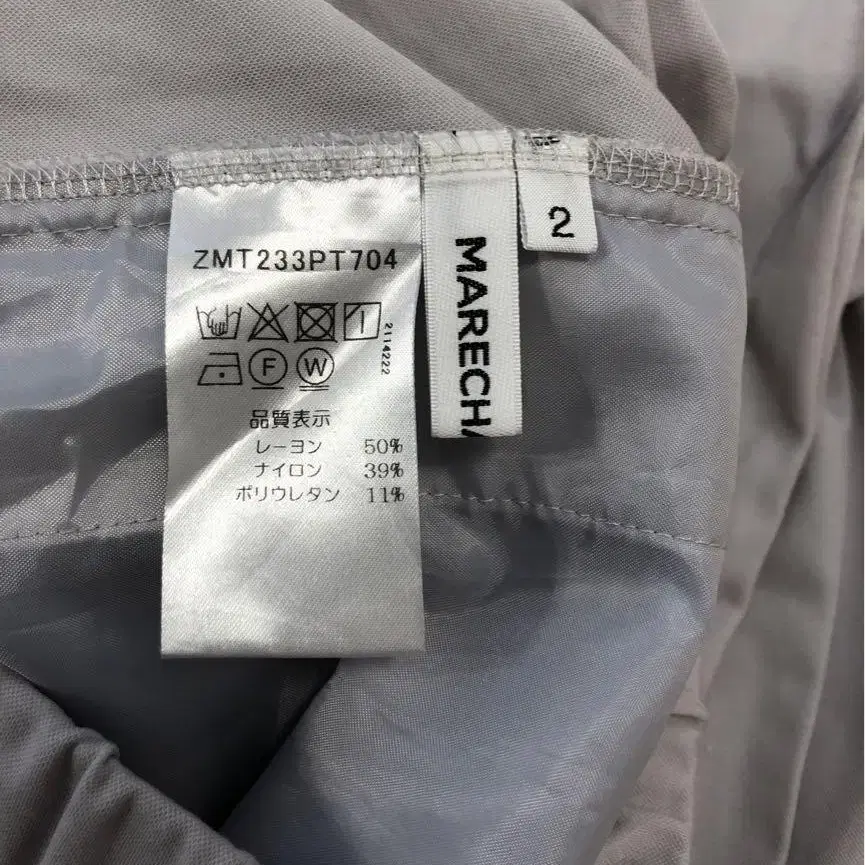 ZMT233PT704
2114222
F
W
品質表示
レーヨン 50%
ナイロン 39%
ポリウレタン 11%
MARECHA
2